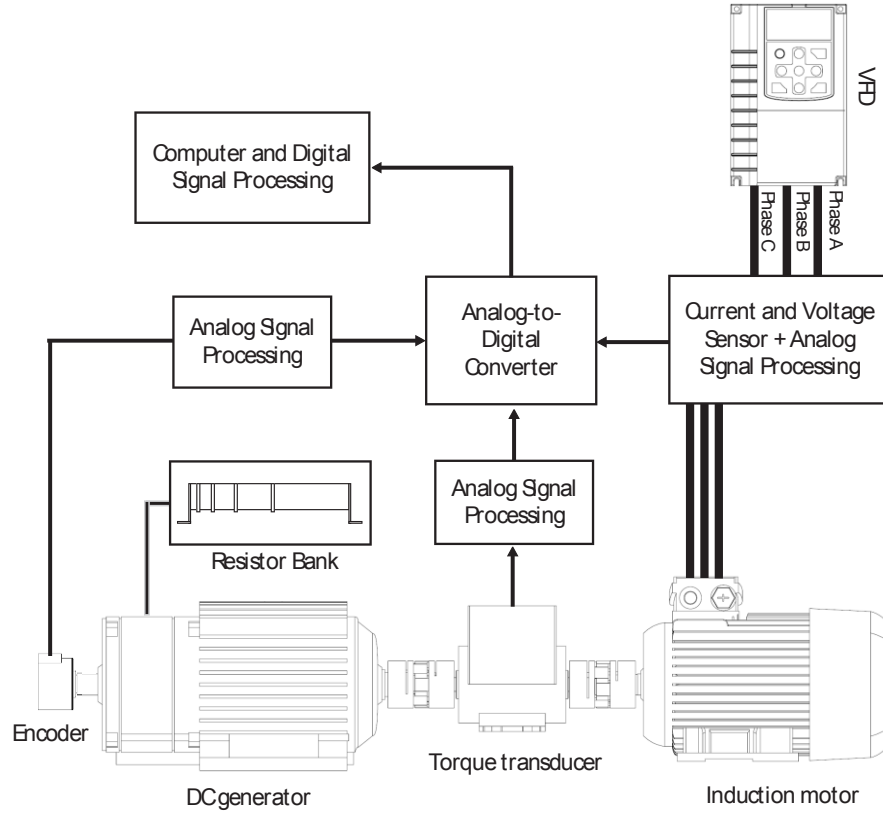 VFD
Computer and Digital
Signal Processing
Phase A
Phase B
Phase C
Analog Signal
Processing
Analog-to-
Digital
Converter
Current and Voltage
Sensor + Analog
Signal Processing
Analog Signal
Processing
Resistor Bank
Encoder
Torque transducer
DC generator
Induction motor